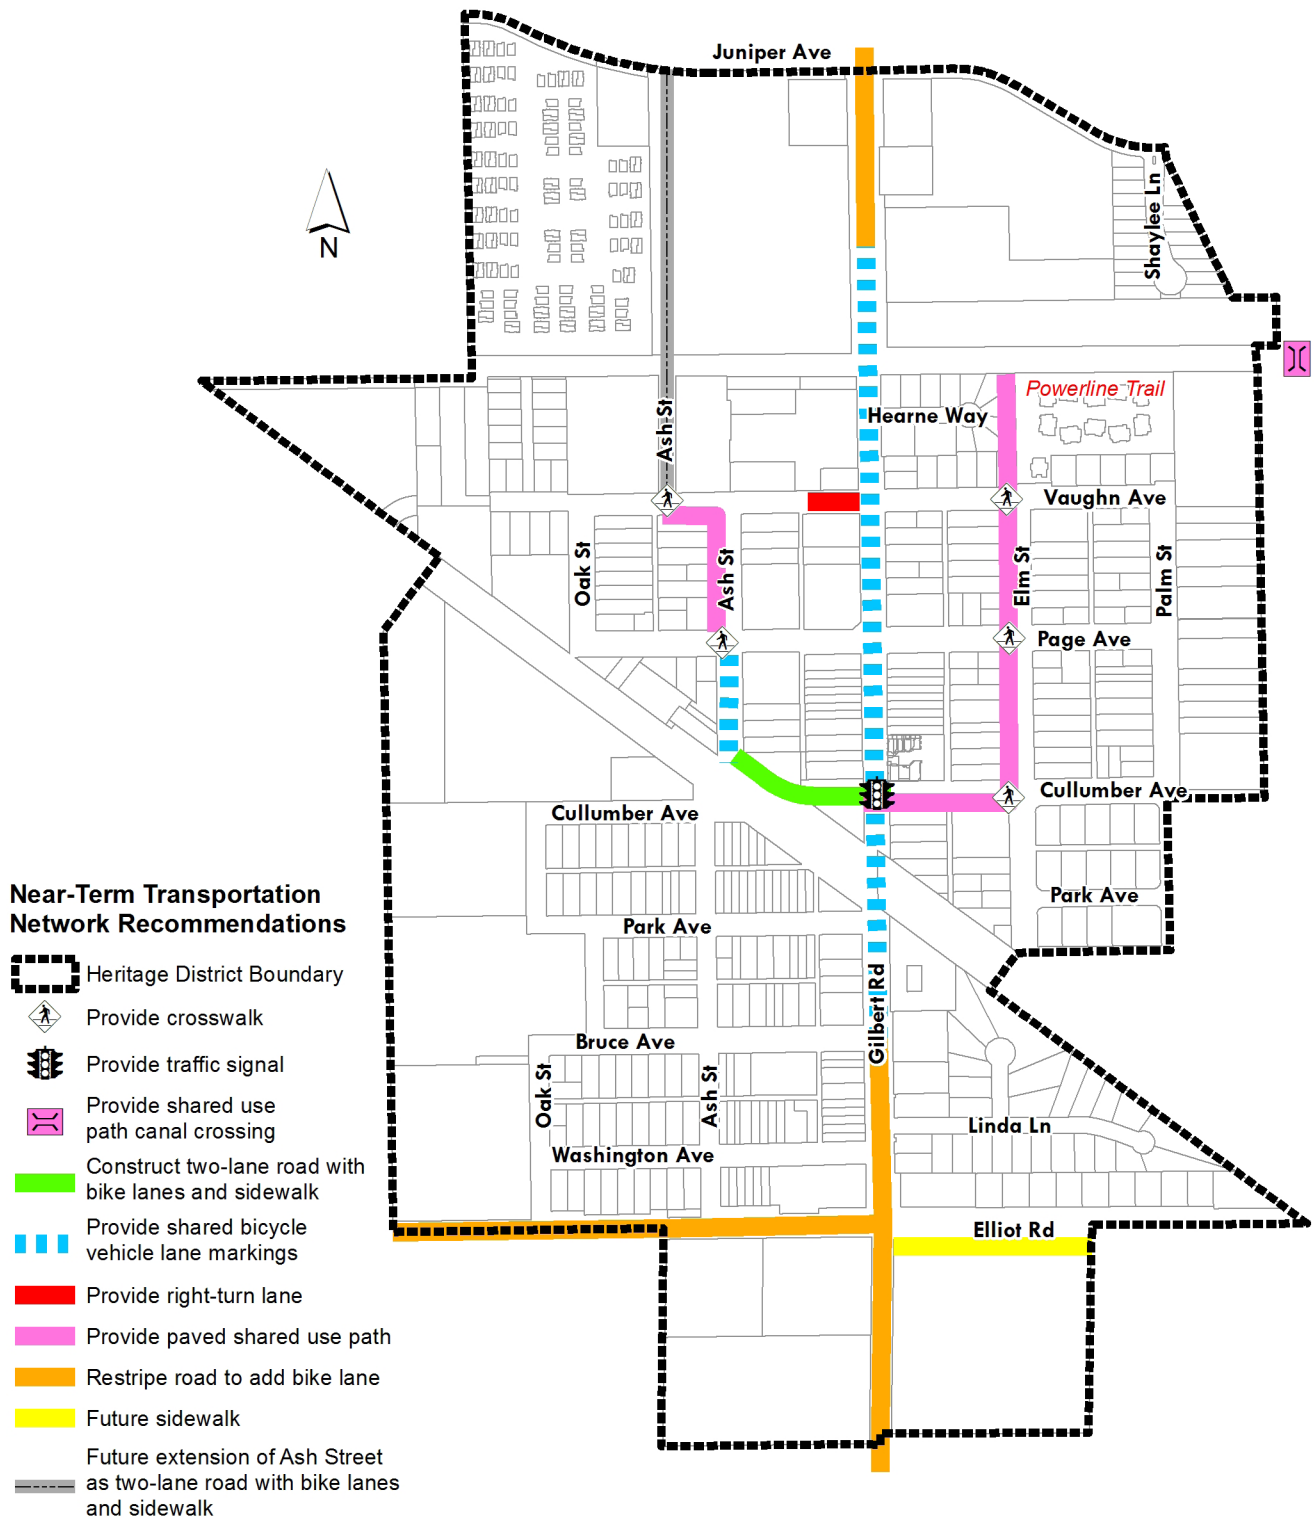 Juniper Ave
Shaylee Ln
N
Powerline Trail
Hearne Way
Ash St
Vaughn Ave
Oak St
Ash St
Elm St
Palm St
Page Ave
Cullumber Ave
Cullumber Ave
Park Ave
Park Ave
Gilbert Rd
Bruce Ave
Oak St
Ash St
Linda Ln
Washington Ave
Elliot Rd
Near-Term Transportation
Network Recommendations
Heritage District Boundary
Provide crosswalk
Provide traffic signal
Provide shared use
path canal crossing
Construct two-lane road with
bike lanes and sidewalk
Provide shared bicycle
vehicle lane markings
Provide right-turn lane
Provide paved shared use path
Restripe road to add bike lane
Future sidewalk
Future extension of Ash Street
as two-lane road with bike lanes
and sidewalk